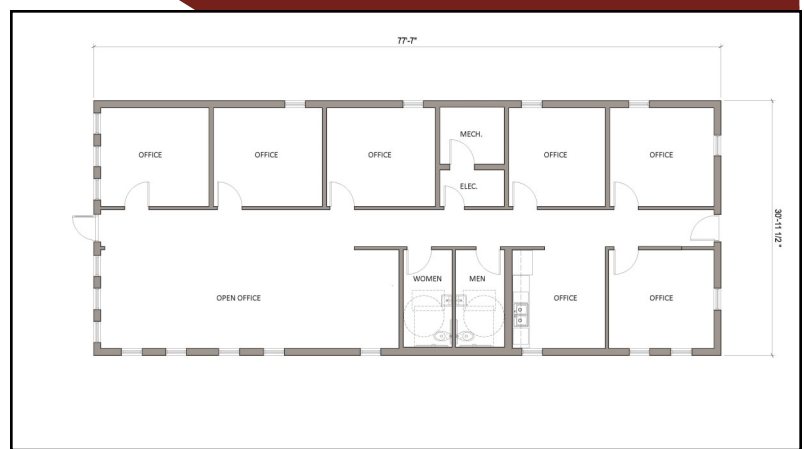 77'-7"
MECH.
OFFICE
OFFICE
OFFICE
OFFICE
OFFICE
ELEC.
30'-11 1/2"
WOMEN
MEN
OPEN OFFICE
OFFICE
OFFICE